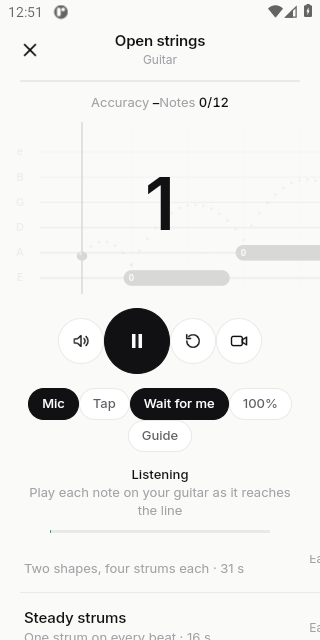 12:51
Open strings
Guitar
Accuracy –Notes 0/12
e
B
G
D
A
E
1
0
0
Mic
Tap
Wait for me
100%
Guide
Listening
Play each note on your guitar as it reaches
the line
Two shapes, four strums each · 31 s
Steady strums
One strum on every beat · 16 s